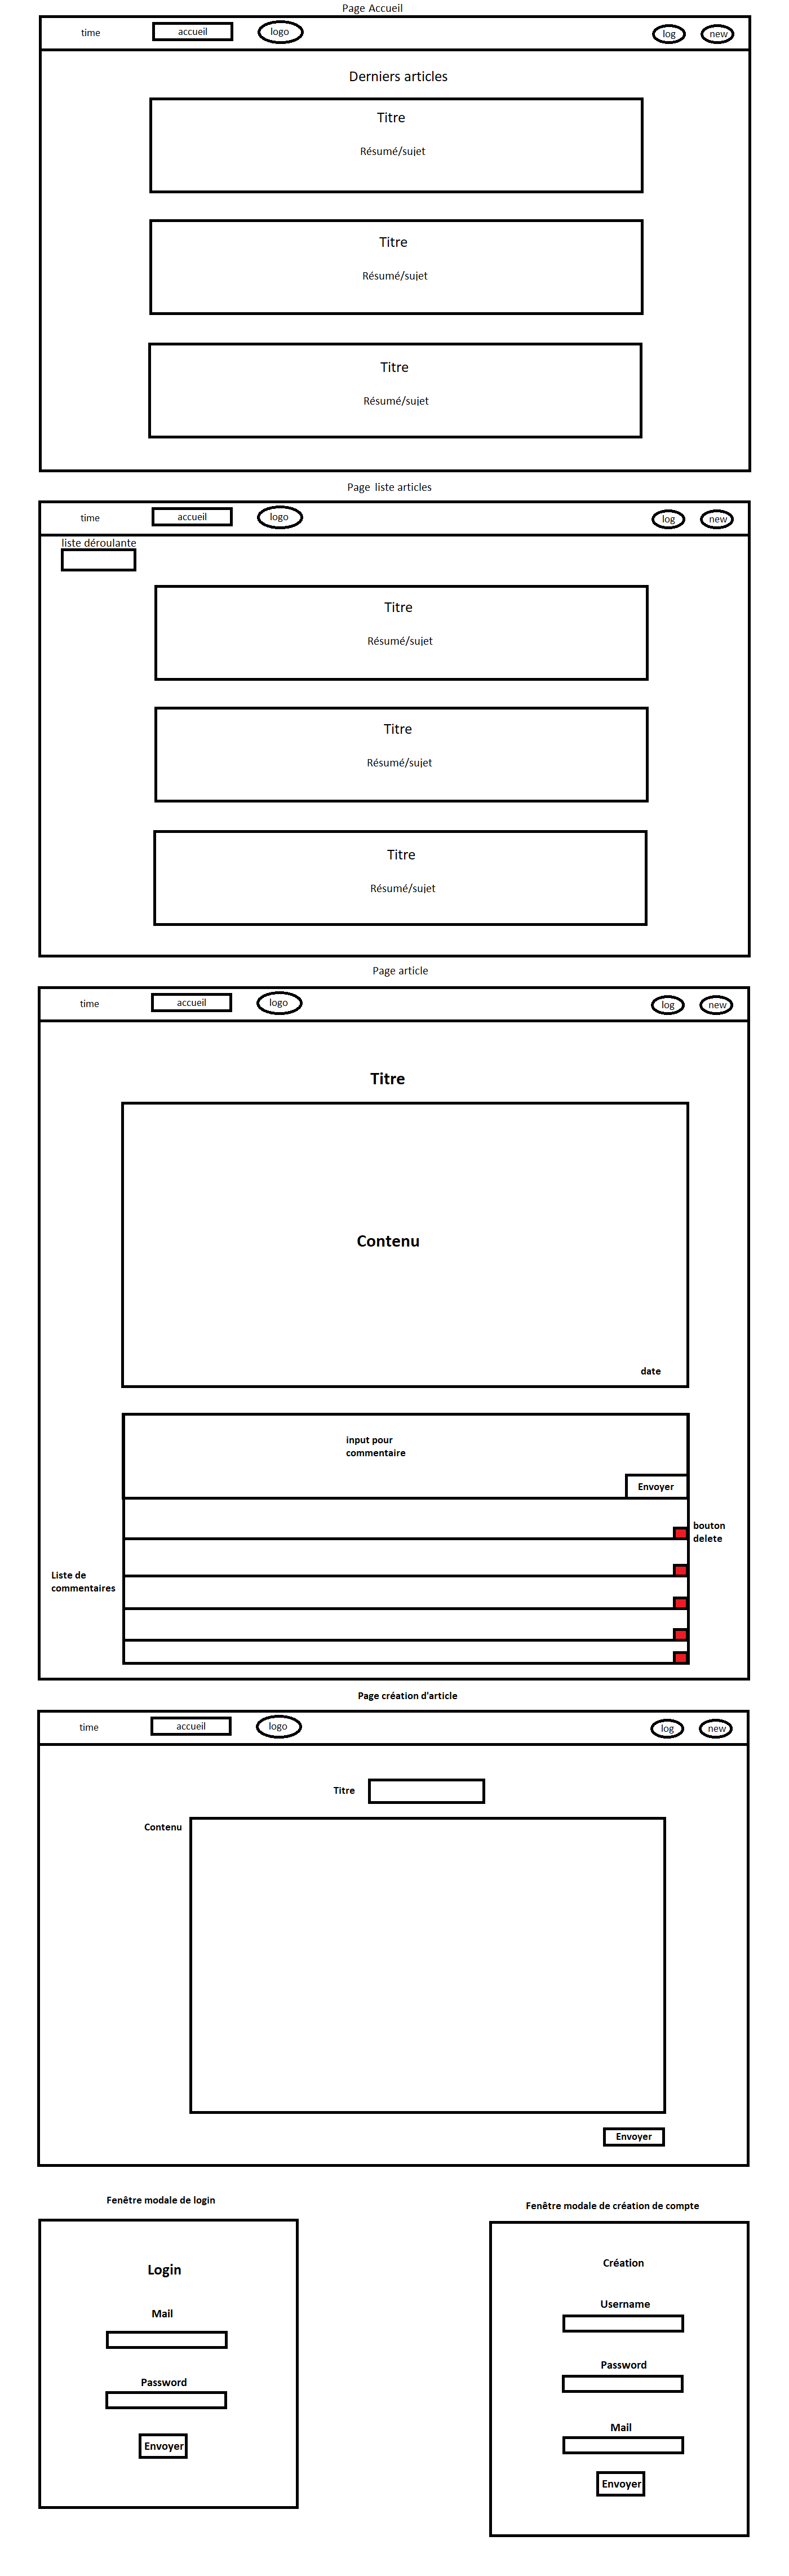 Page Accueil
time
accueil
logo
log
new
Derniers articles
Titre
Résumé/sujet
Titre
Résumé/sujet
Titre
Résumé/sujet
Page liste articles
time
accueil
logo
log
new
liste déroulante
Titre
Résumé/sujet
Titre
Résumé/sujet
Titre
Résumé/sujet
Page article
time
accueil
logo
log
new
Titre
Contenu
date
input pour
commentaire
Envoyer
bouton
delete
Liste de
commentaires
Page création d'article
time
accueil
logo
log
new
Titre
Contenu
Envoyer
Fenêtre modale de login
Login
Mail
Password
Envoyer
Fenêtre modale de création de compte
Création
Username
Password
Mail
Envoyer